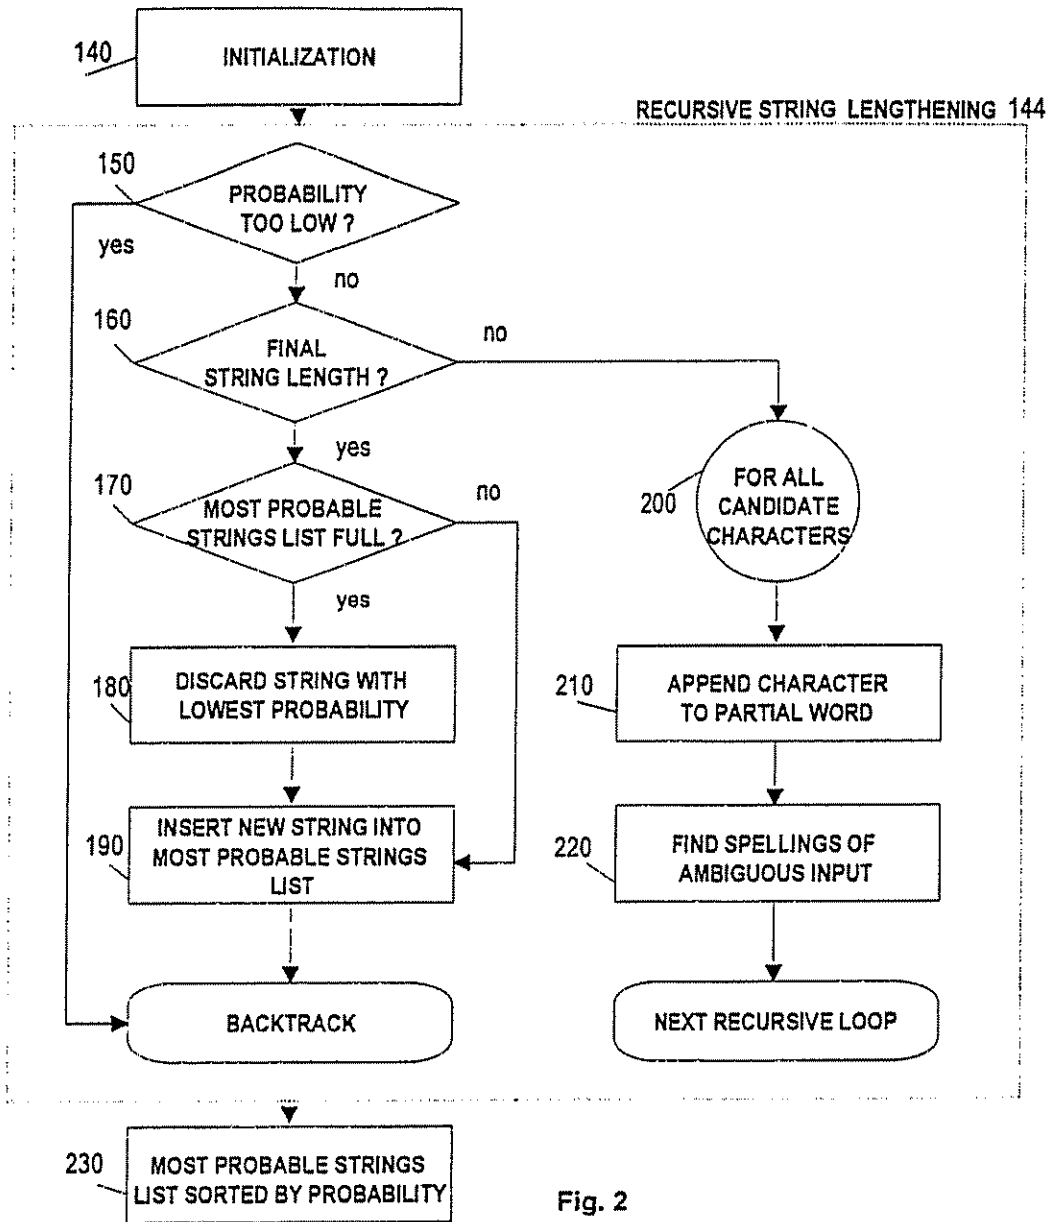 140
INITIALIZATION
RECURSIVE STRING LENGTHENING 144
150
PROBABILITY
TOO LOW ?
yes
no
160
FINAL
STRING LENGTH ?
no
yes
170
MOST PROBABLE
STRINGS LIST FULL ?
no
yes
200
FOR ALL
CANDIDATE
CHARACTERS
180
DISCARD STRING WITH
LOWEST PROBABILITY
210
APPEND CHARACTER
TO PARTIAL WORD
190
INSERT NEW STRING INTO
MOST PROBABLE STRINGS
LIST
220
FIND SPELLINGS OF
AMBIGUOUS INPUT
BACKTRACK
NEXT RECURSIVE LOOP
230
MOST PROBABLE STRINGS
LIST SORTED BY PROBABILITY
Fig. 2